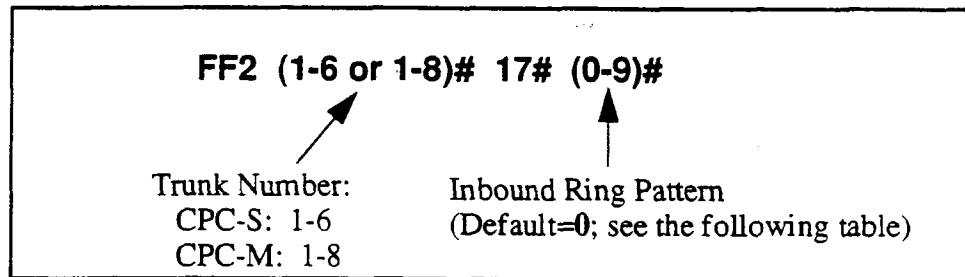 FF2 (1-6 or 1-8)# 17# (0-9)#
Trunk Number:
CPC-S: 1-6
CPC-M: 1-8
Inbound Ring Pattern
(Default=0; see the following table)